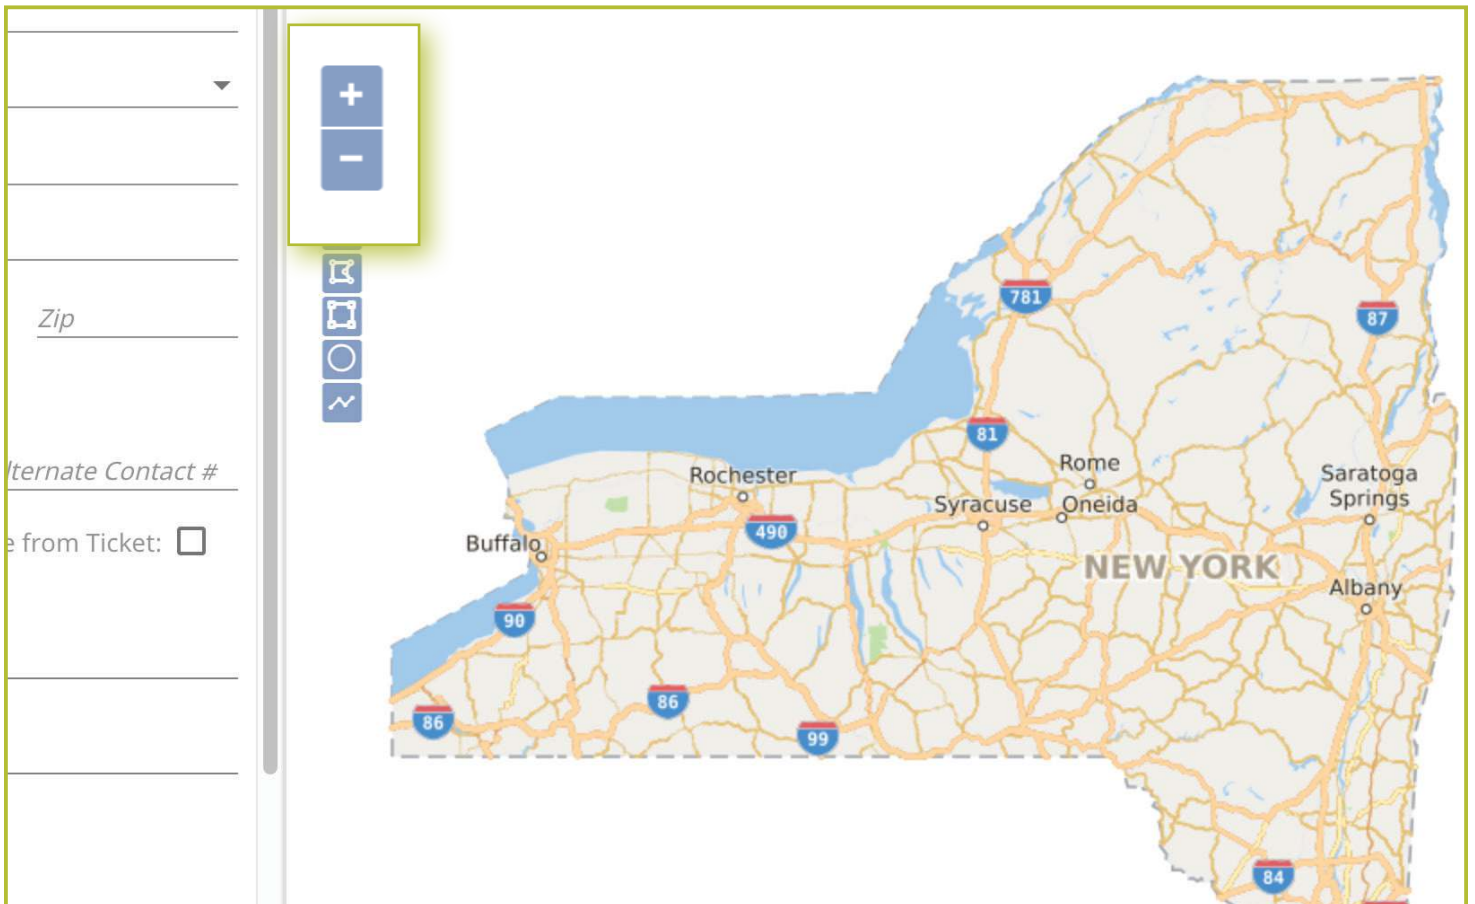 +
−
Zip
lternate Contact #
e from Ticket:
781
87
81
Rochester
Rome
Saratoga
Springs
Syracuse
Oneida
490
Buffalo
NEW YORK
Albany
90
86
86
99
84